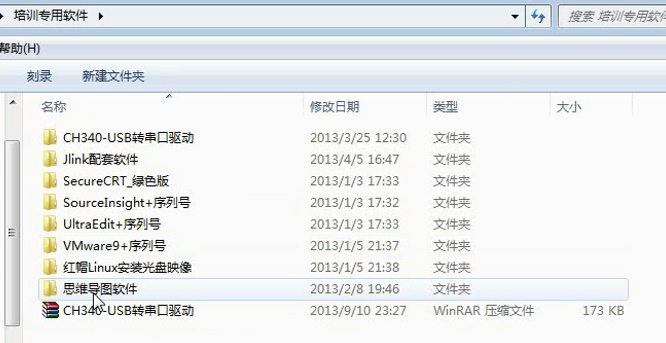 培训专用软件
搜索 培训专用软件
帮助(H)
刻录 新建文件夹
名称 修改日期 类型 大小
CH340-USB转串口驱动 2013/3/25 12:30 文件夹
Jlink配套软件 2013/4/5 16:47 文件夹
SecureCRT_绿色版 2013/1/3 17:33 文件夹
SourceInsight+序列号 2013/1/3 17:32 文件夹
UltraEdit+序列号 2013/1/3 17:33 文件夹
VMware9+序列号 2013/1/5 21:37 文件夹
红帽Linux安装光盘映像 2013/1/5 21:38 文件夹
思维导图软件 2013/2/8 19:46 文件夹
CH340-USB转串口驱动 2013/9/10 23:27 WinRAR 压缩文件 173 KB